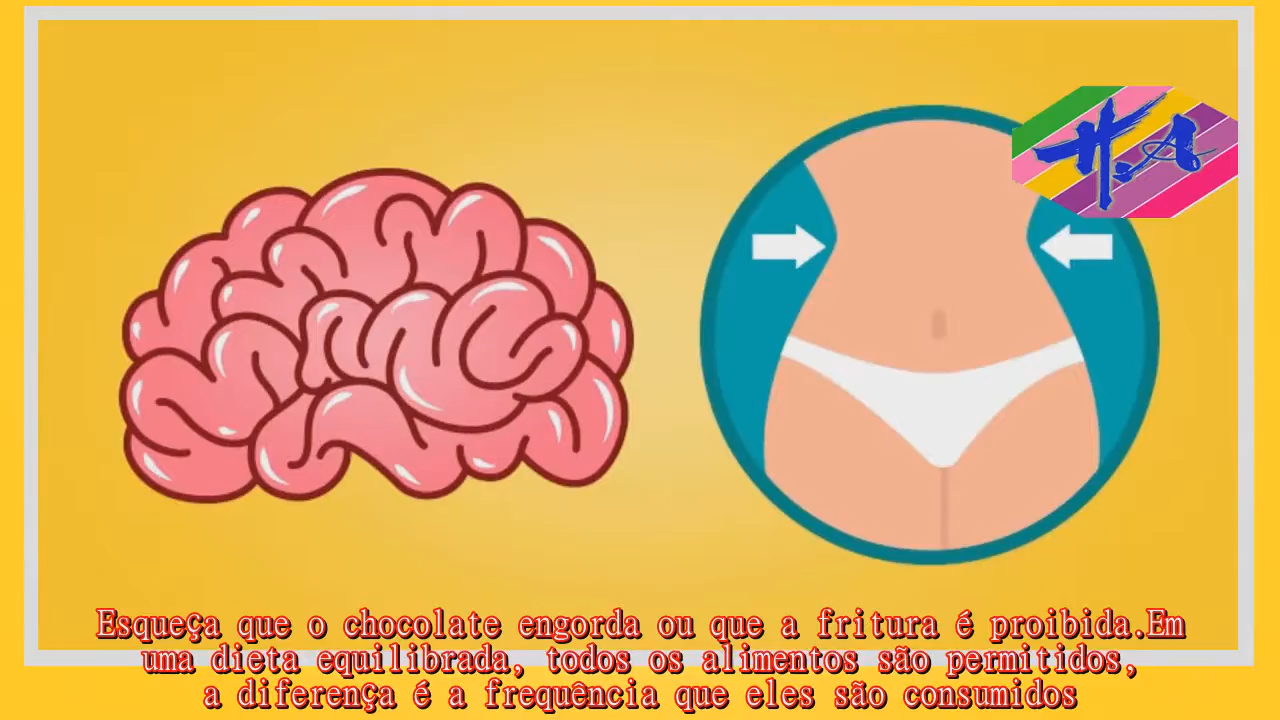 H.A
Esqueça que o chocolate engorda ou que a fritura é proibida.Em
uma dieta equilibrada, todos os alimentos são permitidos,
a diferença é a frequência que eles são consumidos